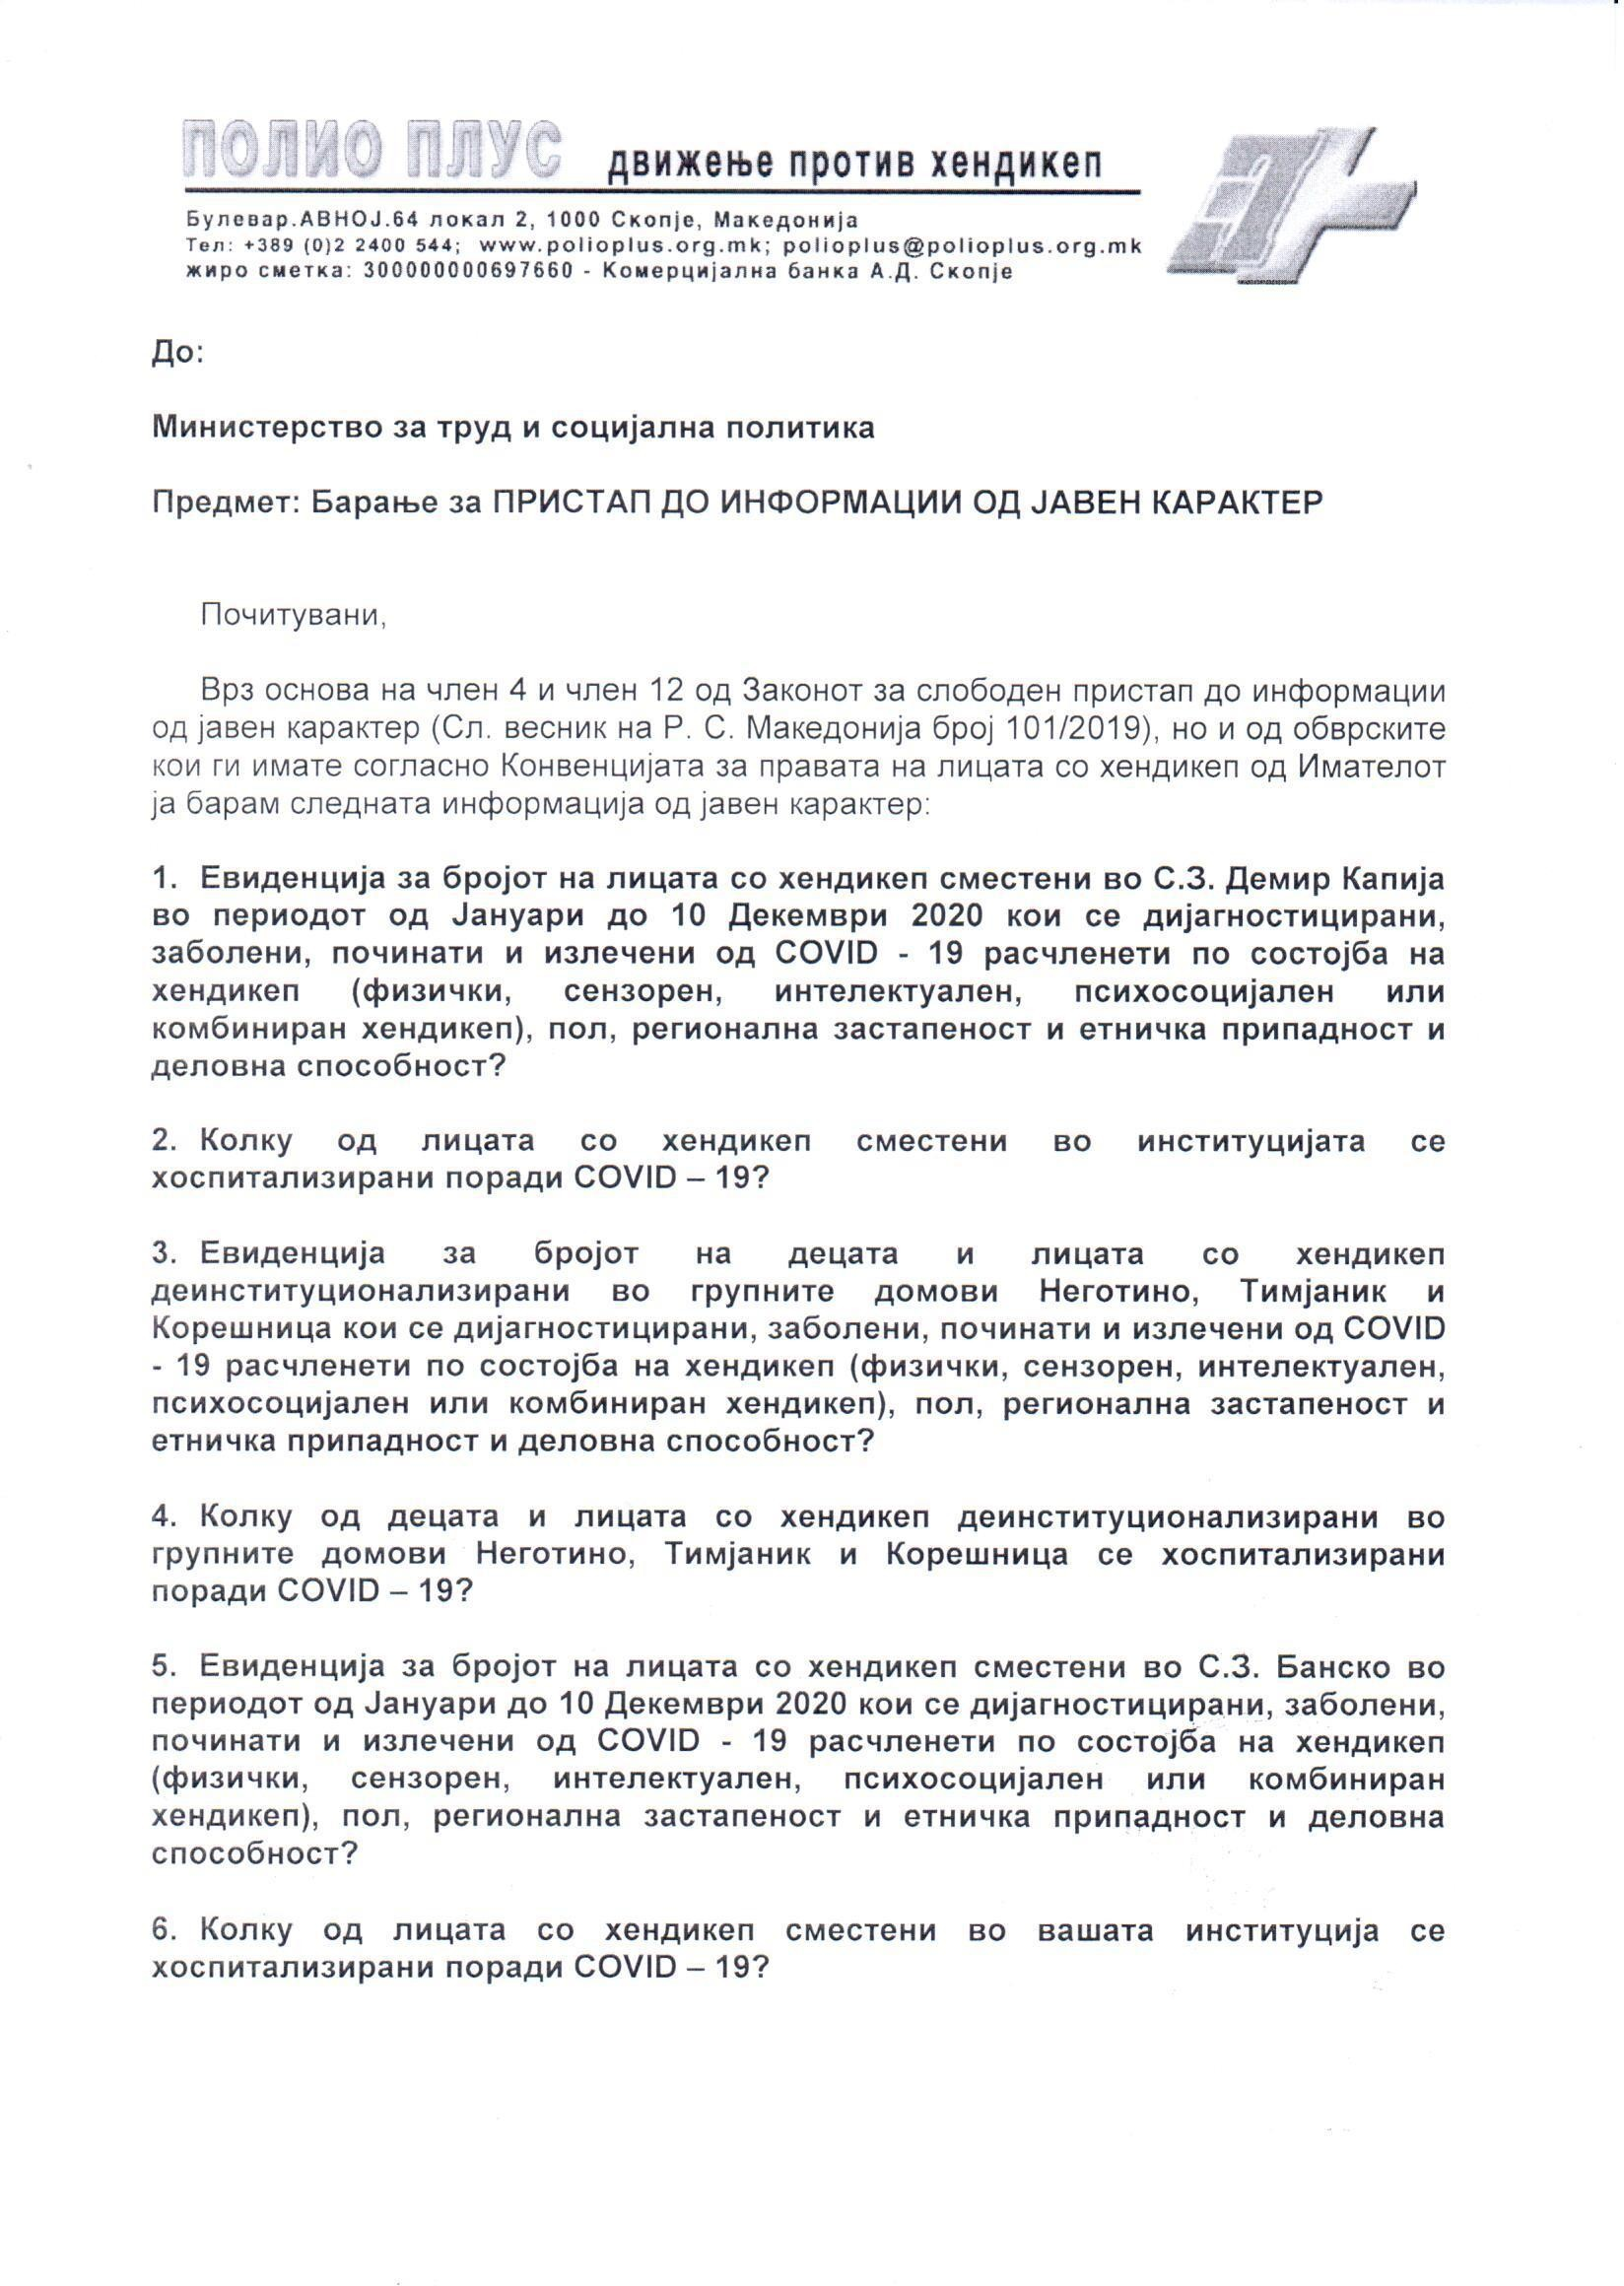 ПОЛИО ПЛУС движење против хендикеп
Булевар.АВНОЈ.64 локал 2, 1000 Скопје, Македонија
Тел: +389 (0)2 2400 544; www.polioplus.org.mk; polioplus@polioplus.org.mk
жиро сметка: 300000000697660 - Комерцијална банка А.Д. Скопје
До:
Министерство за труд и социјална политика
Предмет: Барање за ПРИСТАП ДО ИНФОРМАЦИИ ОД ЈАВЕН КАРАКТЕР
Почитувани,
Врз основа на член 4 и член 12 од Законот за слободен пристап до информации
од јавен карактер (Сл. весник на Р. С. Македонија број 101/2019), но и од обврските
кои ги имате согласно Конвенцијата за правата на лицата со хендикеп од Имателот
ја барам следната информација од јавен карактер:
1. Евиденција за бројот на лицата со хендикеп сместени во С.З. Демир Капија
во периодот од Јануари до 10 Декември 2020 кои се дијагностицирани,
заболени, починати и излечени од COVID - 19 расчленети по состојба на
хендикеп (физички, сензорен, интелектуален, психосоцијален или
комбиниран хендикеп), пол, регионална застапеност и етничка припадност и
деловна способност?
2. Колку од лицата со хендикеп сместени во институцијата се
хоспитализирани поради COVID – 19?
3. Евиденција за бројот на децата и лицата со хендикеп
деинституционализирани во групните домови Неготино, Тимјаник и
Корешница кои се дијагностицирани, заболени, починати и излечени од COVID
- 19 расчленети по состојба на хендикеп (физички, сензорен, интелектуален,
психосоцијален или комбиниран хендикеп), пол, регионална застапеност и
етничка припадност и деловна способност?
4. Колку од децата и лицата со хендикеп деинституционализирани во
групните домови Неготино, Тимјаник и Корешница се хоспитализирани
поради COVID – 19?
5. Евиденција за бројот на лицата со хендикеп сместени во С.З. Банско во
периодот од Јануари до 10 Декември 2020 кои се дијагностицирани, заболени,
починати и излечени од COVID - 19 расчленети по состојба на хендикеп
(физички, сензорен, интелектуален, психосоцијален или комбиниран
хендикеп), пол, регионална застапеност и етничка припадност и деловна
способност?
6. Колку од лицата со хендикеп сместени во вашата институција се
хоспитализирани поради COVID – 19?